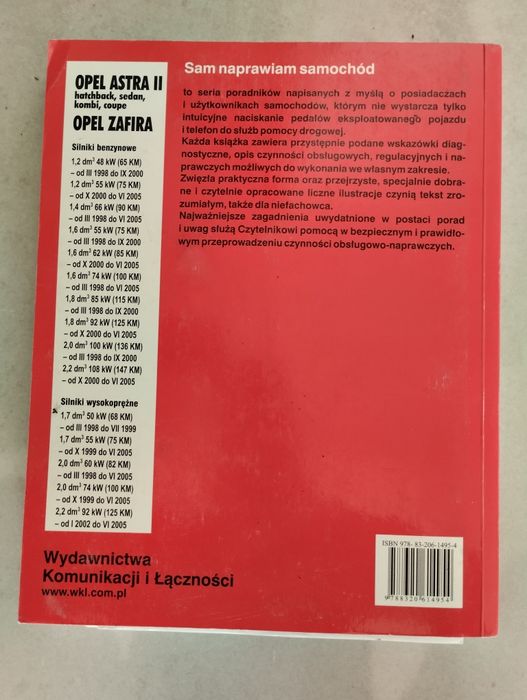 OPEL ASTRA II
hatchback, sedan,
kombi, coupe
OPEL ZAFIRA
Silniki benzynowe
1,2 dm³ 48 kW (65 KM)
– od III 1998 do IX 2000
1,2 dm³ 55 kW (75 KM)
– od X 2000 do VI 2005
1,4 dm³ 66 kW (90 KM)
– od III 1998 do VI 2005
1,6 dm³ 55 kW (75 KM)
– od III 1998 do IX 2000
1,6 dm³ 62 kW (85 KM)
– od X 2000 do VI 2005
1,6 dm³ 74 kW (100 KM)
– od III 1998 do VI 2005
1,8 dm³ 85 kW (115 KM)
– od III 1998 do IX 2000
1,8 dm³ 92 kW (125 KM)
– od X 2000 do VI 2005
2,0 dm³ 100 kW (136 KM)
– od III 1998 do IX 2000
2,2 dm³ 108 kW (147 KM)
– od X 2000 do VI 2005
Silniki wysokoprężne
1,7 dm³ 50 kW (68 KM)
– od III 1998 do VII 1999
1,7 dm³ 55 kW (75 KM)
– od X 1999 do VI 2005
2,0 dm³ 60 kW (82 KM)
– od III 1998 do VI 2005
2,0 dm³ 74 kW (100 KM)
– od X 1999 do VI 2005
2,2 dm³ 92 kW (125 KM)
– od I 2002 do VI 2005
Sam naprawiam samochód
to seria poradników napisanych z myślą o posiadaczach
i użytkownikach samochodów, którym nie wystarcza tylko
intuicyjne naciskanie pedałów eksploatowanego pojazdu
i telefon do służb pomocy drogowej.
Każda książka zawiera przystępnie podane wskazówki diag-
nostyczne, opis czynności obsługowych, regulacyjnych i na-
prawczych możliwych do wykonania we własnym zakresie.
Zwięzła praktyczna forma oraz przejrzyste, specjalnie dobra-
ne i czytelnie opracowane liczne ilustracje czynią tekst zro-
zumiałym, także dla niefachowca.
Najważniejsze zagadnienia uwydatnione w postaci porad
i uwag służą Czytelnikowi pomocą w bezpiecznym i prawidło-
wym przeprowadzeniu czynności obsługowo-naprawczych.
Wydawnictwa
Komunikacji i Łączności
www.wkl.com.pl
ISBN 978- 83-206-1495-4
9 788320 614954